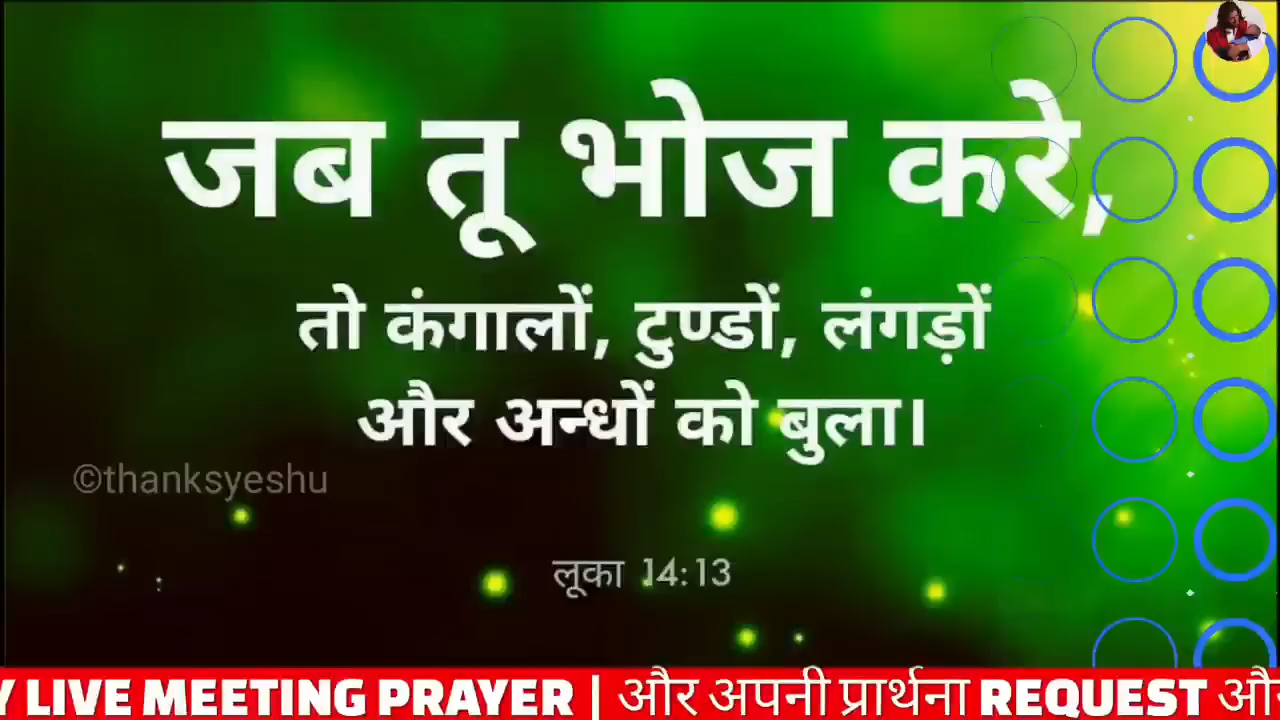 जब तू भोज करे,
तो कंगालों, टुण्डों, लंगड़ों
और अन्धों को बुला।
©thanksyeshu
लूका 14:13
LIVE MEETING PRAYER | और अपनी प्रार्थना REQUEST